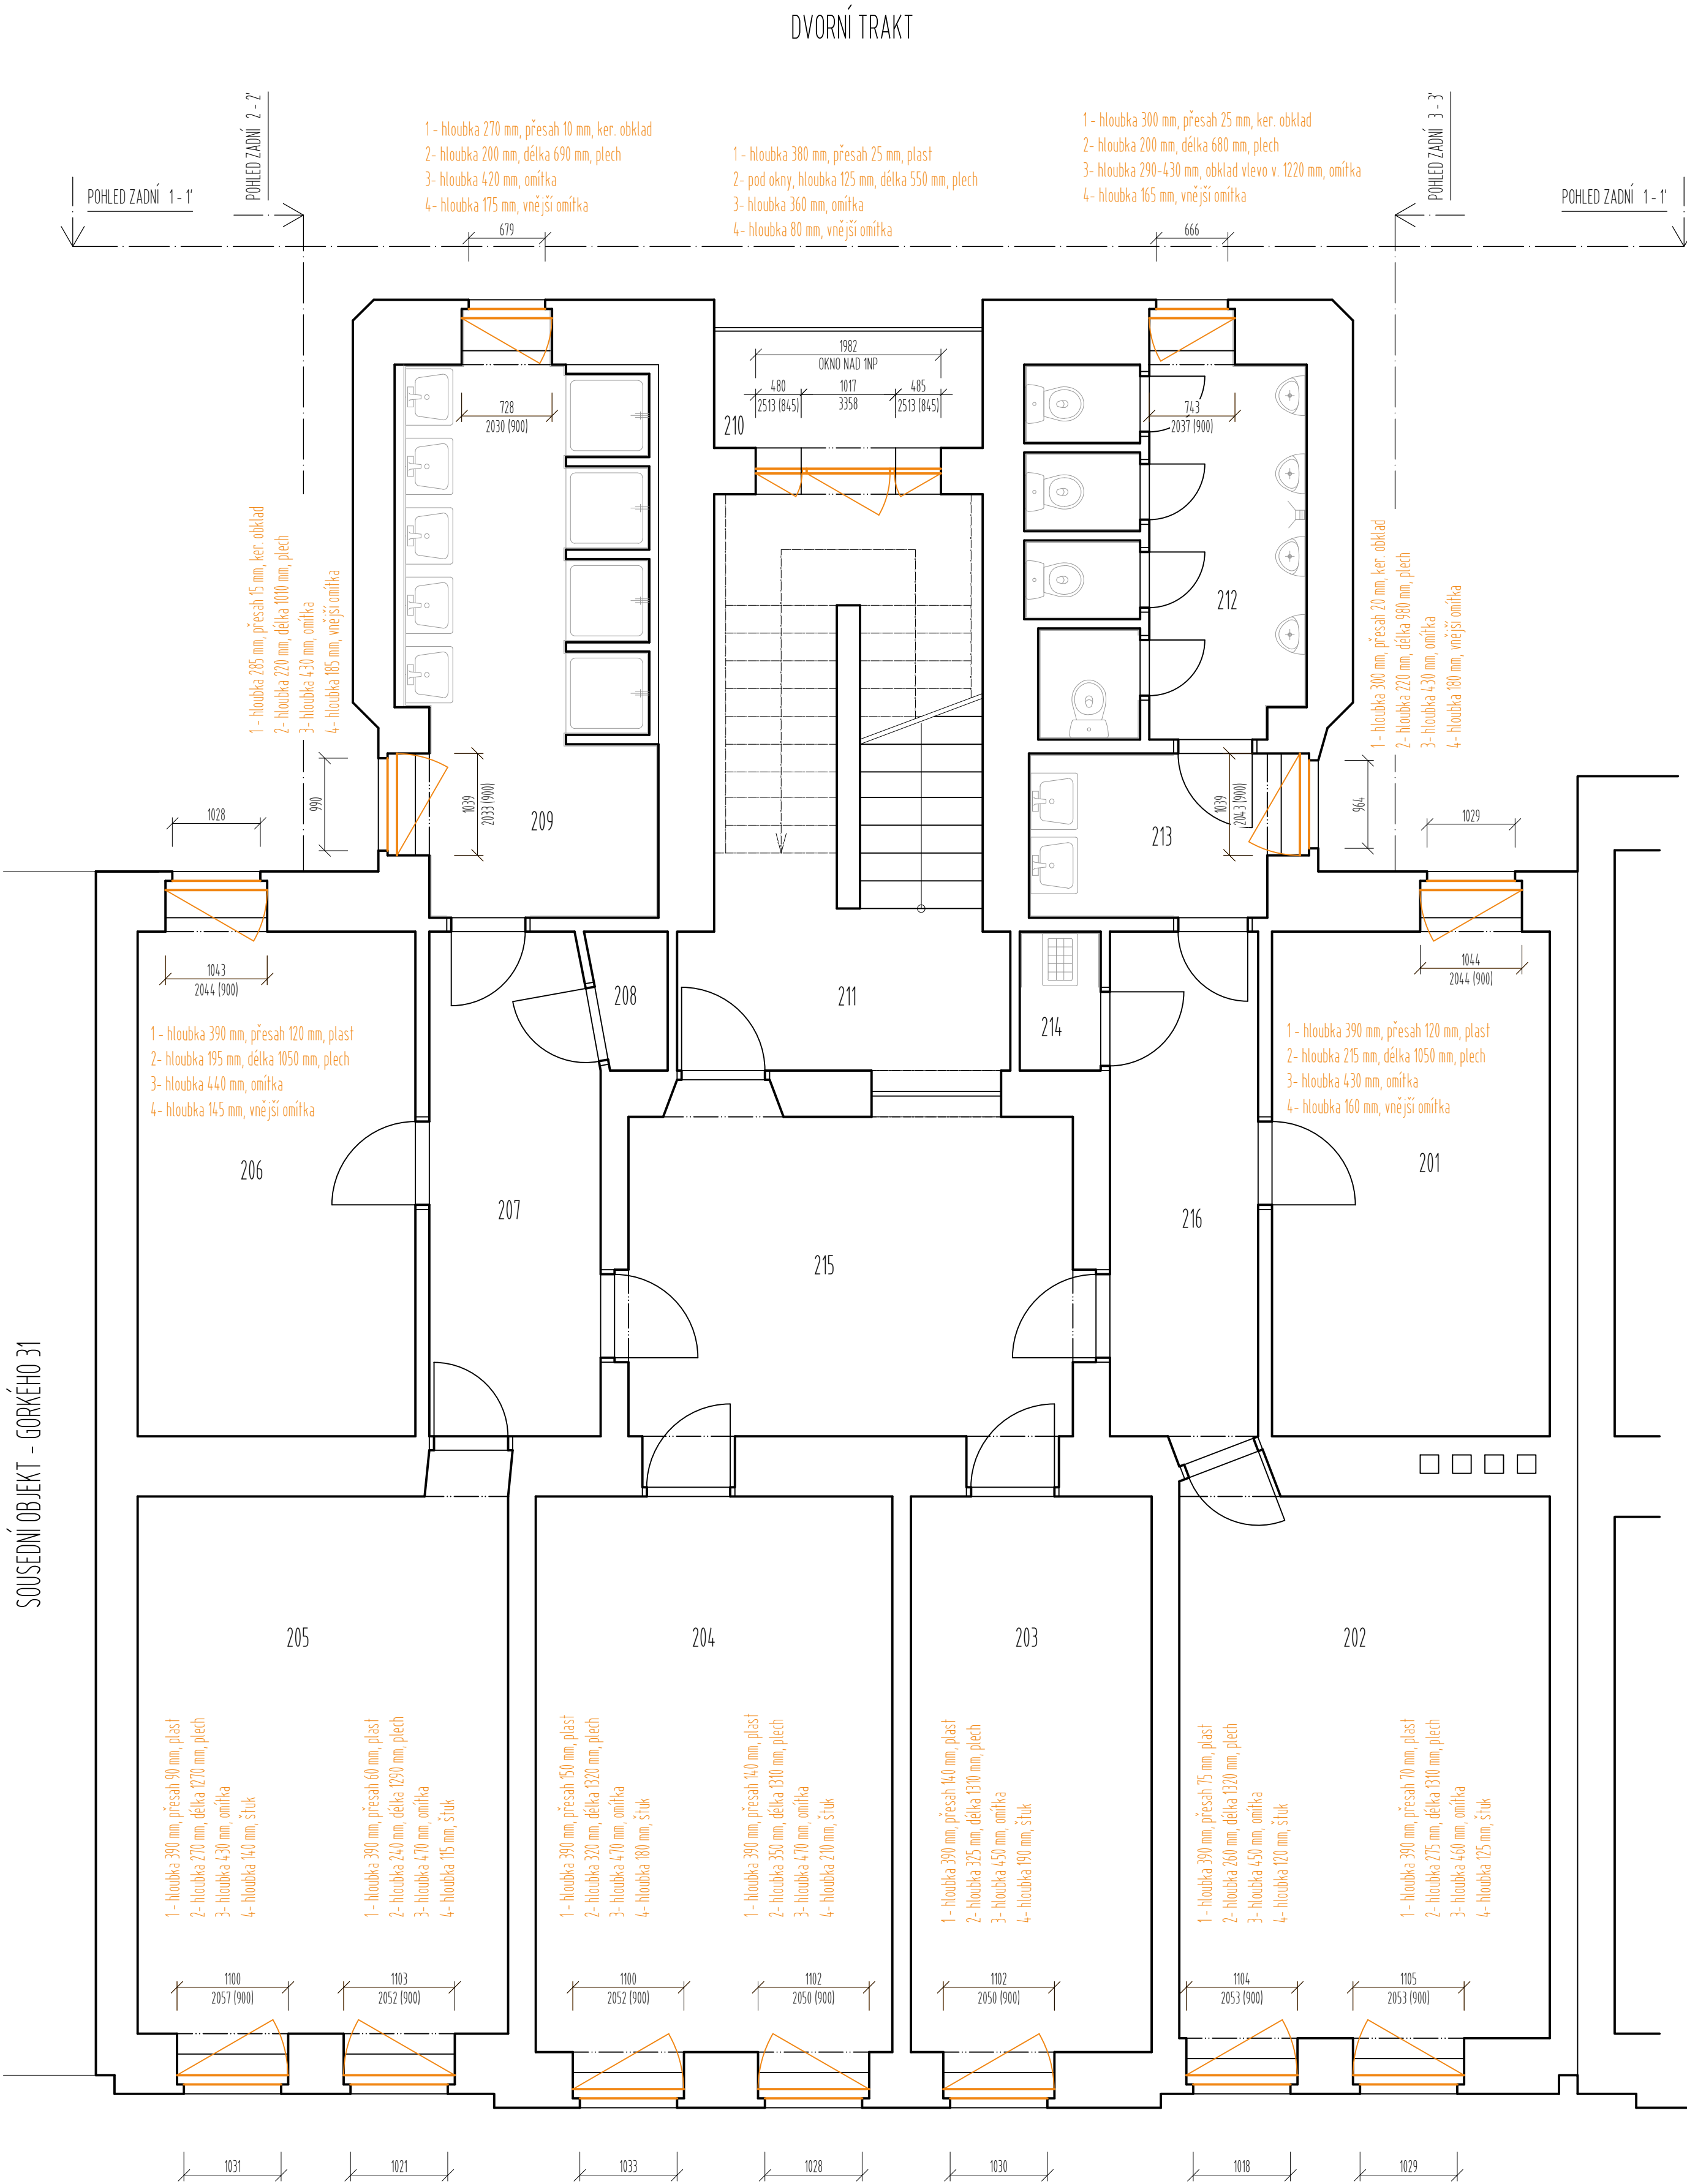 DVORNÍ TRAKT
POHLED ZADNÍ 1 - 1'
POHLED ZADNÍ 2 - 2'
1 - hloubka 270 mm, přesah 10 mm, ker. obklad
2- hloubka 200 mm, délka 690 mm, plech
3- hloubka 420 mm, omítka
4- hloubka 175 mm, vnější omítka
679
1 - hloubka 380 mm, přesah 25 mm, plast
2- pod okny, hloubka 125 mm, délka 550 mm, plech
3- hloubka 360 mm, omítka
4- hloubka 80 mm, vnější omítka
1 - hloubka 300 mm, přesah 25 mm, ker. obklad
2- hloubka 200 mm, délka 680 mm, plech
3- hloubka 290-430 mm, obklad vlevo v. 1220 mm, omítka
4- hloubka 165 mm, vnější omítka
666
POHLED ZADNÍ 3 - 3'
POHLED ZADNÍ 1 - 1'
1982
OKNO NAD 1NP
480
2513 (845)
1017
3358
485
2513 (845)
210
728
2030 (900)
743
2037 (900)
1 - hloubka 285 mm, přesah 15 mm, ker. obklad
2- hloubka 220 mm, délka 1010 mm, plech
3- hloubka 430 mm, omítka
4- hloubka 185 mm, vnější omítka
1 - hloubka 300 mm, přesah 20 mm, ker. obklad
2- hloubka 220 mm, délka 980 mm, plech
3- hloubka 430 mm, omítka
4- hloubka 180 mm, vnější omítka
212
990
1039
2033 (900)
209
213
1039
2043 (900)
964
1028
1029
1043
2044 (900)
208
211
214
1044
2044 (900)
1 - hloubka 390 mm, přesah 120 mm, plast
2- hloubka 195 mm, délka 1050 mm, plech
3- hloubka 440 mm, omítka
4- hloubka 145 mm, vnější omítka
1 - hloubka 390 mm, přesah 120 mm, plast
2- hloubka 215 mm, délka 1050 mm, plech
3- hloubka 430 mm, omítka
4- hloubka 160 mm, vnější omítka
206
207
215
216
201
SOUSEDNÍ OBJEKT - GORKÉHO 31
205
204
203
202
1 - hloubka 390 mm, přesah 90 mm, plast
2- hloubka 270 mm, délka 1270 mm, plech
3- hloubka 430 mm, omítka
4- hloubka 140 mm, štuk
1 - hloubka 390 mm, přesah 60 mm, plast
2- hloubka 240 mm, délka 1290 mm, plech
3- hloubka 470 mm, omítka
4- hloubka 115 mm, štuk
1 - hloubka 390 mm, přesah 150 mm, plast
2- hloubka 320 mm, délka 1320 mm, plech
3- hloubka 470 mm, omítka
4- hloubka 180 mm, štuk
1 - hloubka 390 mm, přesah 140 mm, plast
2- hloubka 350 mm, délka 1310 mm, plech
3- hloubka 470 mm, omítka
4- hloubka 210 mm, štuk
1 - hloubka 390 mm, přesah 140 mm, plast
2- hloubka 325 mm, délka 1310 mm, plech
3- hloubka 450 mm, omítka
4- hloubka 190 mm, štuk
1 - hloubka 390 mm, přesah 75 mm, plast
2- hloubka 260 mm, délka 1320 mm, plech
3- hloubka 450 mm, omítka
4- hloubka 120 mm, štuk
1 - hloubka 390 mm, přesah 70 mm, plast
2- hloubka 275 mm, délka 1310 mm, plech
3- hloubka 460 mm, omítka
4- hloubka 125 mm, štuk
1100
2057 (900)
1103
2052 (900)
1100
2052 (900)
1102
2050 (900)
1102
2050 (900)
1104
2053 (900)
1105
2053 (900)
1031
1021
1033
1028
1030
1018
1029